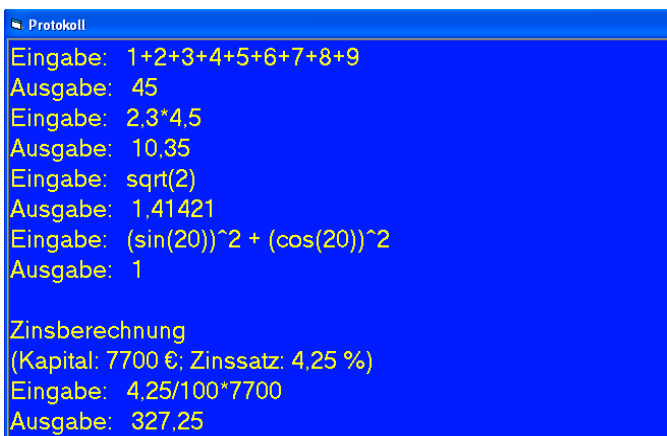 Protokoll
Eingabe: 1+2+3+4+5+6+7+8+9
Ausgabe: 45
Eingabe: 2,3*4,5
Ausgabe: 10,35
Eingabe: sqrt(2)
Ausgabe: 1,41421
Eingabe: (sin(20))^2 + (cos(20))^2
Ausgabe: 1
Zinsberechnung
(Kapital: 7700 €; Zinssatz: 4,25 %)
Eingabe: 4,25/100*7700
Ausgabe: 327,25